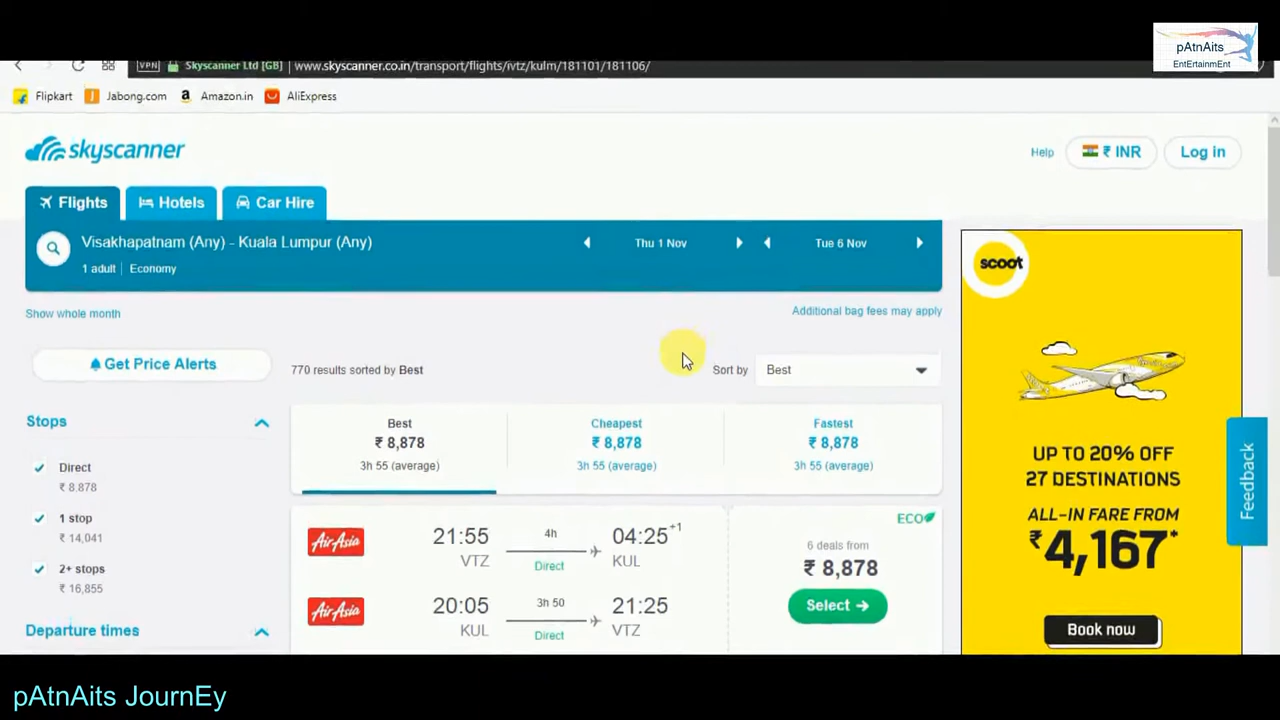 pAtnAits
EntErtainmEnt
VPN Skyscanner Ltd [GB] www.skyscanner.co.in/transport/flights/ivtz/kulm/181101/181106/
Flipkart Jabong.com Amazon.in AliExpress
skyscanner
Help ₹ INR Log in
Flights Hotels Car Hire
Visakhapatnam (Any) - Kuala Lumpur (Any) Thu 1 Nov Tue 6 Nov
1 adult | Economy
Show whole month Additional bag fees may apply
Get Price Alerts
770 results sorted by Best
Sort by Best
Stops
Direct
₹ 8,878
1 stop
₹ 14,041
2+ stops
₹ 16,855
Departure times
Best
₹ 8,878
3h 55 (average)
Cheapest
₹ 8,878
3h 55 (average)
Fastest
₹ 8,878
3h 55 (average)
AirAsia
21:55 4h 04:25+1
VTZ Direct KUL
AirAsia
20:05 3h 50 21:25
KUL Direct VTZ
ECO
6 deals from
₹ 8,878
Select →
scoot
UP TO 20% OFF
27 DESTINATIONS
ALL-IN FARE FROM
₹4,167*
Book now
Feedback
pAtnAits JournEy